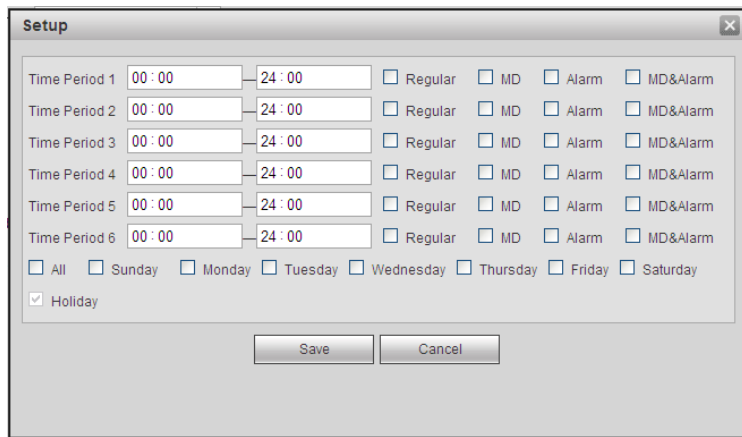 Setup
Time Period 1 00:00 — 24:00 Regular MD Alarm MD&Alarm
Time Period 2 00:00 — 24:00 Regular MD Alarm MD&Alarm
Time Period 3 00:00 — 24:00 Regular MD Alarm MD&Alarm
Time Period 4 00:00 — 24:00 Regular MD Alarm MD&Alarm
Time Period 5 00:00 — 24:00 Regular MD Alarm MD&Alarm
Time Period 6 00:00 — 24:00 Regular MD Alarm MD&Alarm
All Sunday Monday Tuesday Wednesday Thursday Friday Saturday
Holiday
Save Cancel